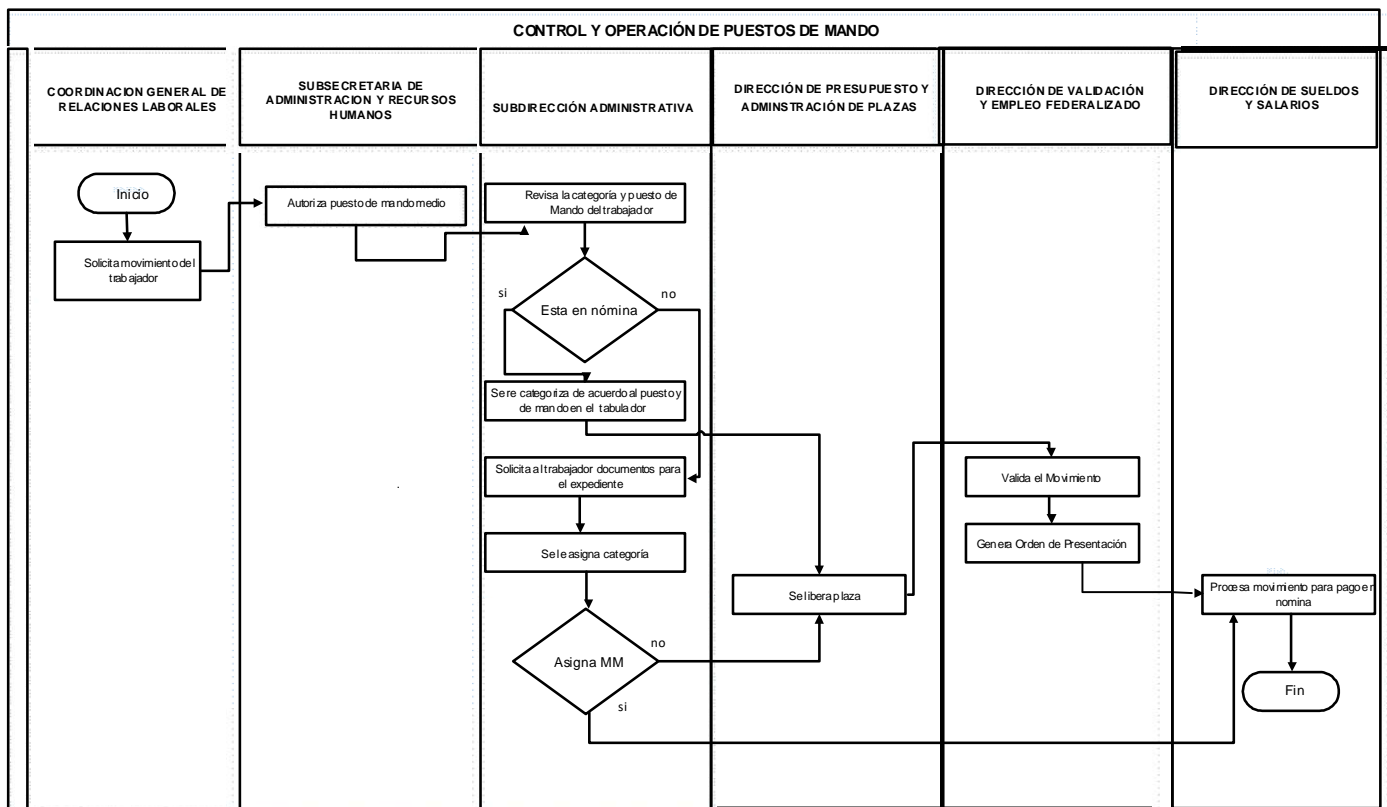 CONTROL Y OPERACIÓN DE PUESTOS DE MANDO
COORDINACION GENERAL DE
RELACIONES LABORALES
SUBSECRETARIA DE
ADMINISTRACION Y RECURSOS
HUMANOS
SUBDIRECCIÓN ADMINISTRATIVA
DIRECCIÓN DE PRESUPUESTO Y
ADMINSTRACIÓN DE PLAZAS
DIRECCIÓN DE VALIDACIÓN
Y EMPLEO FEDERALIZADO
DIRECCIÓN DE SUELDOS
Y SALARIOS
Inicio
Solicita movimiento del
trabajador
Autoriza puesto de mando medio
Revisa la categoría y puesto de
Mando del trabajador
si
no
Esta en nómina
Se re categoriza de acuerdo al puesto y
de mando en el tabulador
Solicita al trabajador documentos para
el expediente
Se le asigna categoría
Asigna MM
no
si
Se libera plaza
Valida el Movimiento
Genera Orden de Presentación
Procesa movimiento para pago en
nomina
Fin